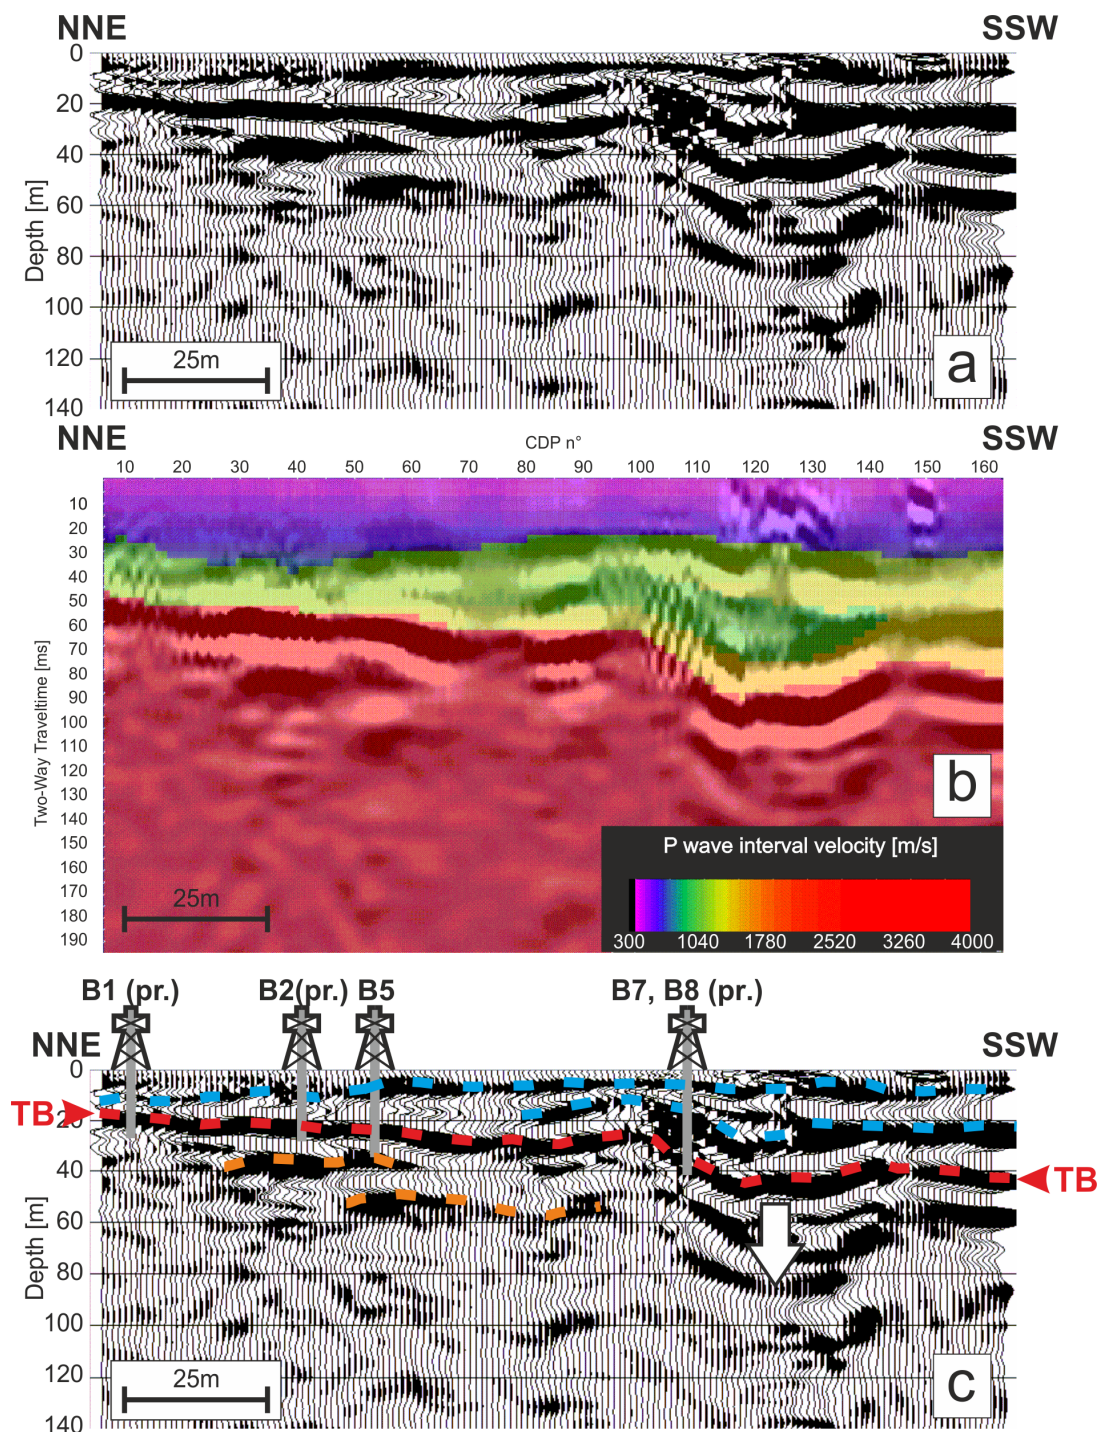 NNE SSW
0
20
40
60
80
100
120
140
Depth [m]
25m
a
NNE CDP n° SSW
10 20 30 40 50 60 70 80 90 100 110 120 130 140 150 160
10
20
30
40
50
60
70
80
90
100
110
120
130
140
150
160
170
180
190
Two-Way Traveltime [ms]
b
P wave interval velocity [m/s]
300 1040 1780 2520 3260 4000
25m
B1 (pr.) B2(pr.) B5 B7, B8 (pr.)
NNE SSW
0
TB
20
40
TB
60
80
100
120
140
Depth [m]
25m
c